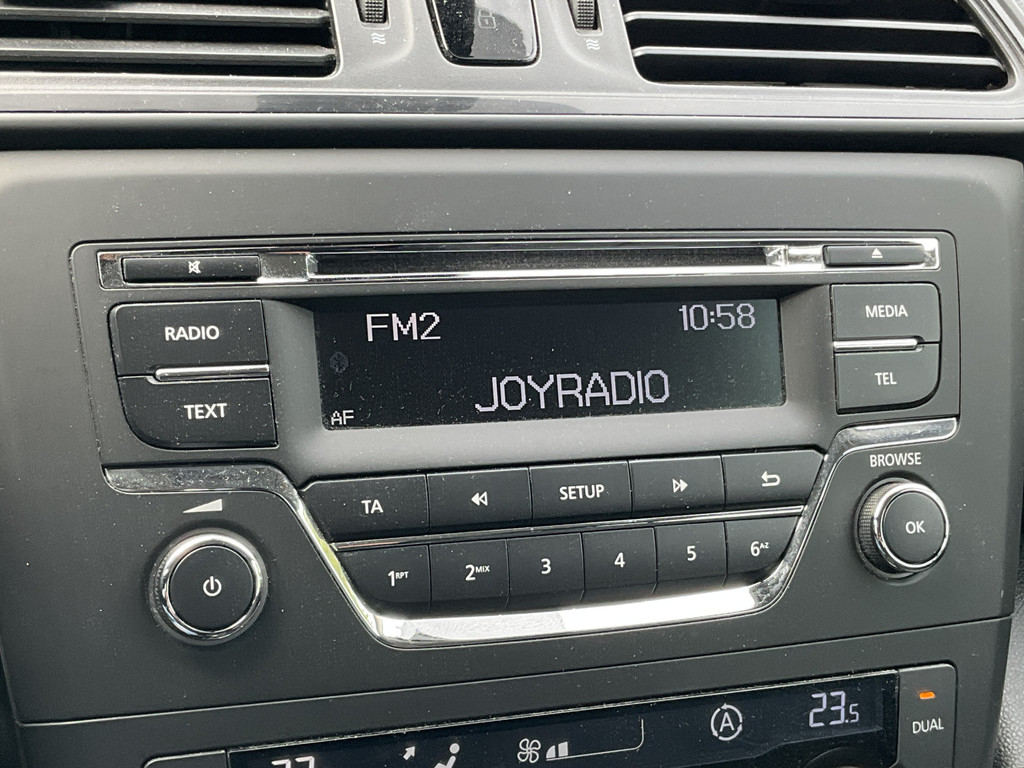 RADIO
TEXT
FM2 10:58
JOYRADIO
AF
MEDIA
TEL
TA
SETUP
BROWSE
OK
1RPT 2MIX 3 4 5 6AZ
A
23.5
DUAL